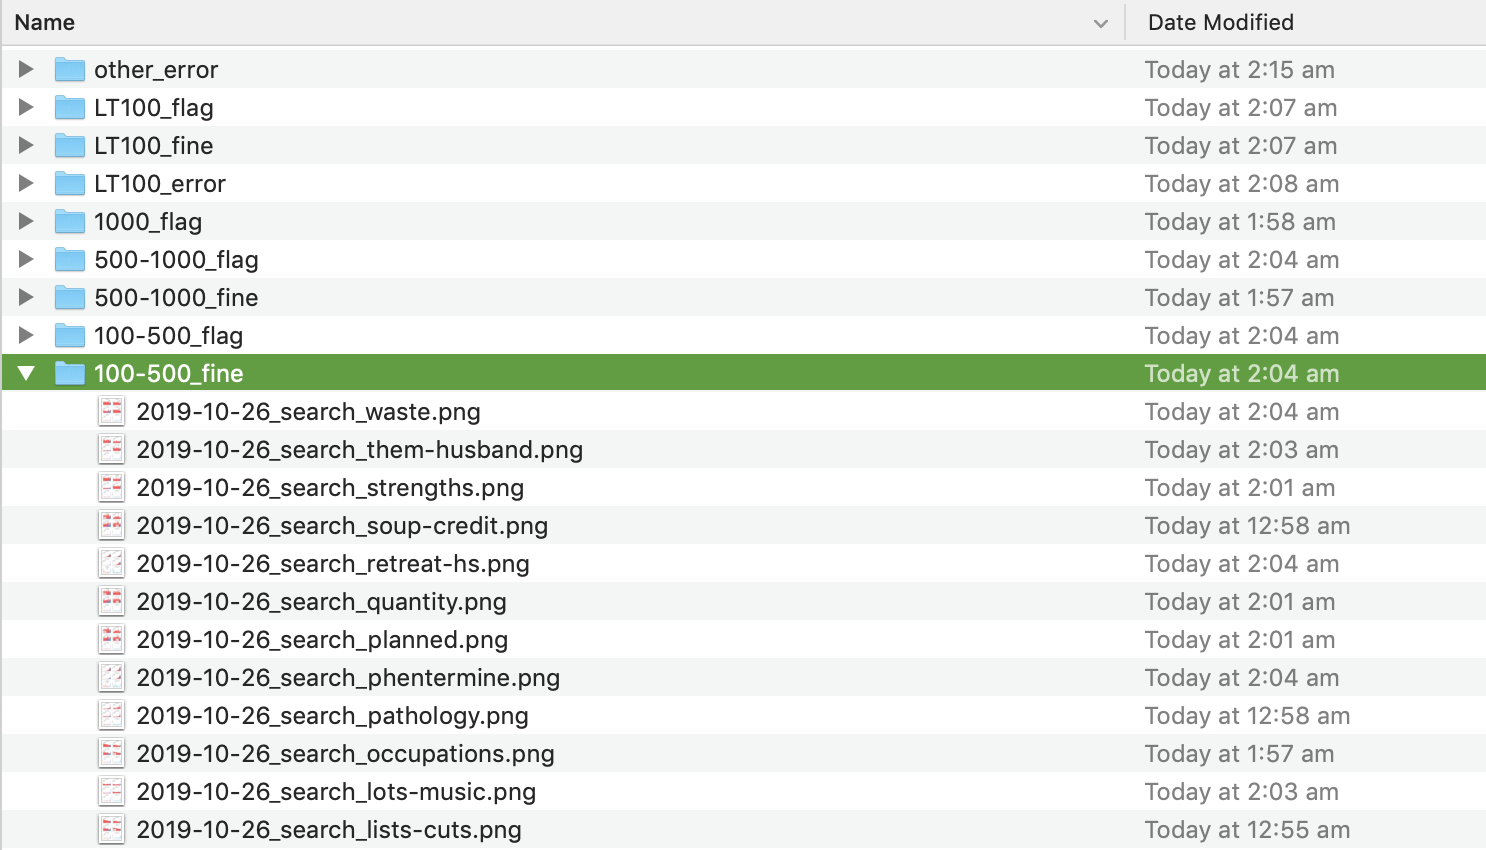 Name Date Modified
other_error Today at 2:15 am
LT100_flag Today at 2:07 am
LT100_fine Today at 2:07 am
LT100_error Today at 2:08 am
1000_flag Today at 1:58 am
500-1000_flag Today at 2:04 am
500-1000_fine Today at 1:57 am
100-500_flag Today at 2:04 am
100-500_fine Today at 2:04 am
2019-10-26_search_waste.png Today at 2:04 am
2019-10-26_search_them-husband.png Today at 2:03 am
2019-10-26_search_strengths.png Today at 2:01 am
2019-10-26_search_soup-credit.png Today at 12:58 am
2019-10-26_search_retreat-hs.png Today at 2:04 am
2019-10-26_search_quantity.png Today at 2:01 am
2019-10-26_search_planned.png Today at 2:01 am
2019-10-26_search_phentermine.png Today at 2:04 am
2019-10-26_search_pathology.png Today at 12:58 am
2019-10-26_search_occupations.png Today at 1:57 am
2019-10-26_search_lots-music.png Today at 2:03 am
2019-10-26_search_lists-cuts.png Today at 12:55 am